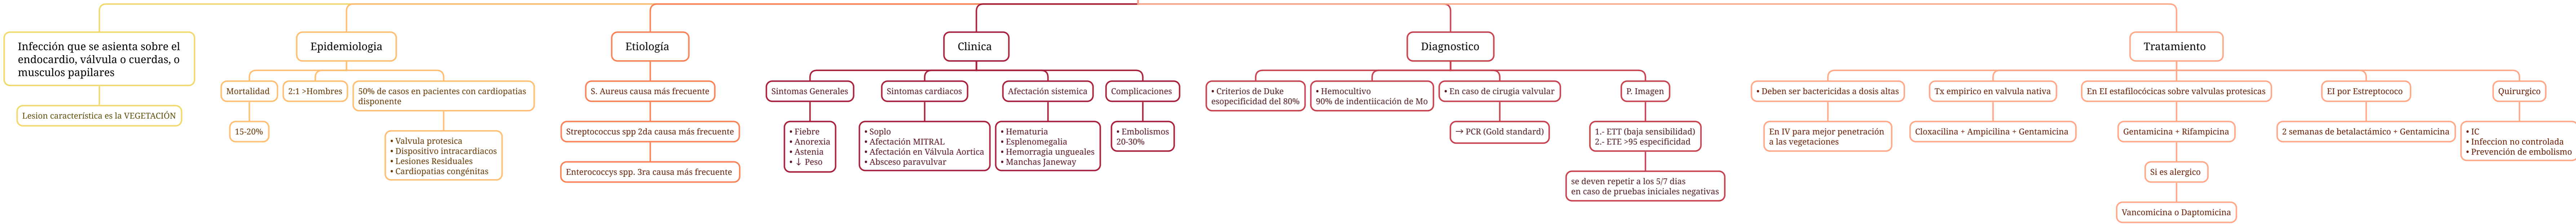 Infección que se asienta sobre el
endocardio, válvula o cuerdas, o
musculos papilares
Lesion característica es la VEGETACIÓN
Epidemiologia
Mortalidad
15-20%
2:1 >Hombres
50% de casos en pacientes con cardiopatias
disponente
• Valvula protesica
• Dispositivo intracardiacos
• Lesiones Residuales
• Cardiopatias congénitas
Etiología
S. Aureus causa más frecuente
Streptococcus spp 2da causa más frecuente
Enterococcys spp. 3ra causa más frecuente
Clinica
Sintomas Generales
• Fiebre
• Anorexia
• Astenia
• ↓ Peso
Sintomas cardiacos
• Soplo
• Afectación MITRAL
• Afectación en Válvula Aortica
• Absceso paravulvar
Afectación sistemica
• Hematuria
• Esplenomegalia
• Hemorragia ungueales
• Manchas Janeway
Complicaciones
• Embolismos
20-30%
Diagnostico
• Criterios de Duke
esopecificidad del 80%
• Hemocultivo
90% de indentiicación de Mo
• En caso de cirugia valvular
→ PCR (Gold standard)
P. Imagen
1.- ETT (baja sensibilidad)
2.- ETE >95 especificidad
se deven repetir a los 5/7 dias
en caso de pruebas iniciales negativas
Tratamiento
• Deben ser bactericidas a dosis altas
En IV para mejor penetración
a las vegetaciones
Tx empirico en valvula nativa
Cloxacilina + Ampicilina + Gentamicina
En EI estafilocócicas sobre valvulas protesicas
Gentamicina + Rifampicina
Si es alergico
Vancomicina o Daptomicina
EI por Estreptococo
2 semanas de betalactámico + Gentamicina
Quirurgico
• IC
• Infeccion no controlada
• Prevención de embolismo